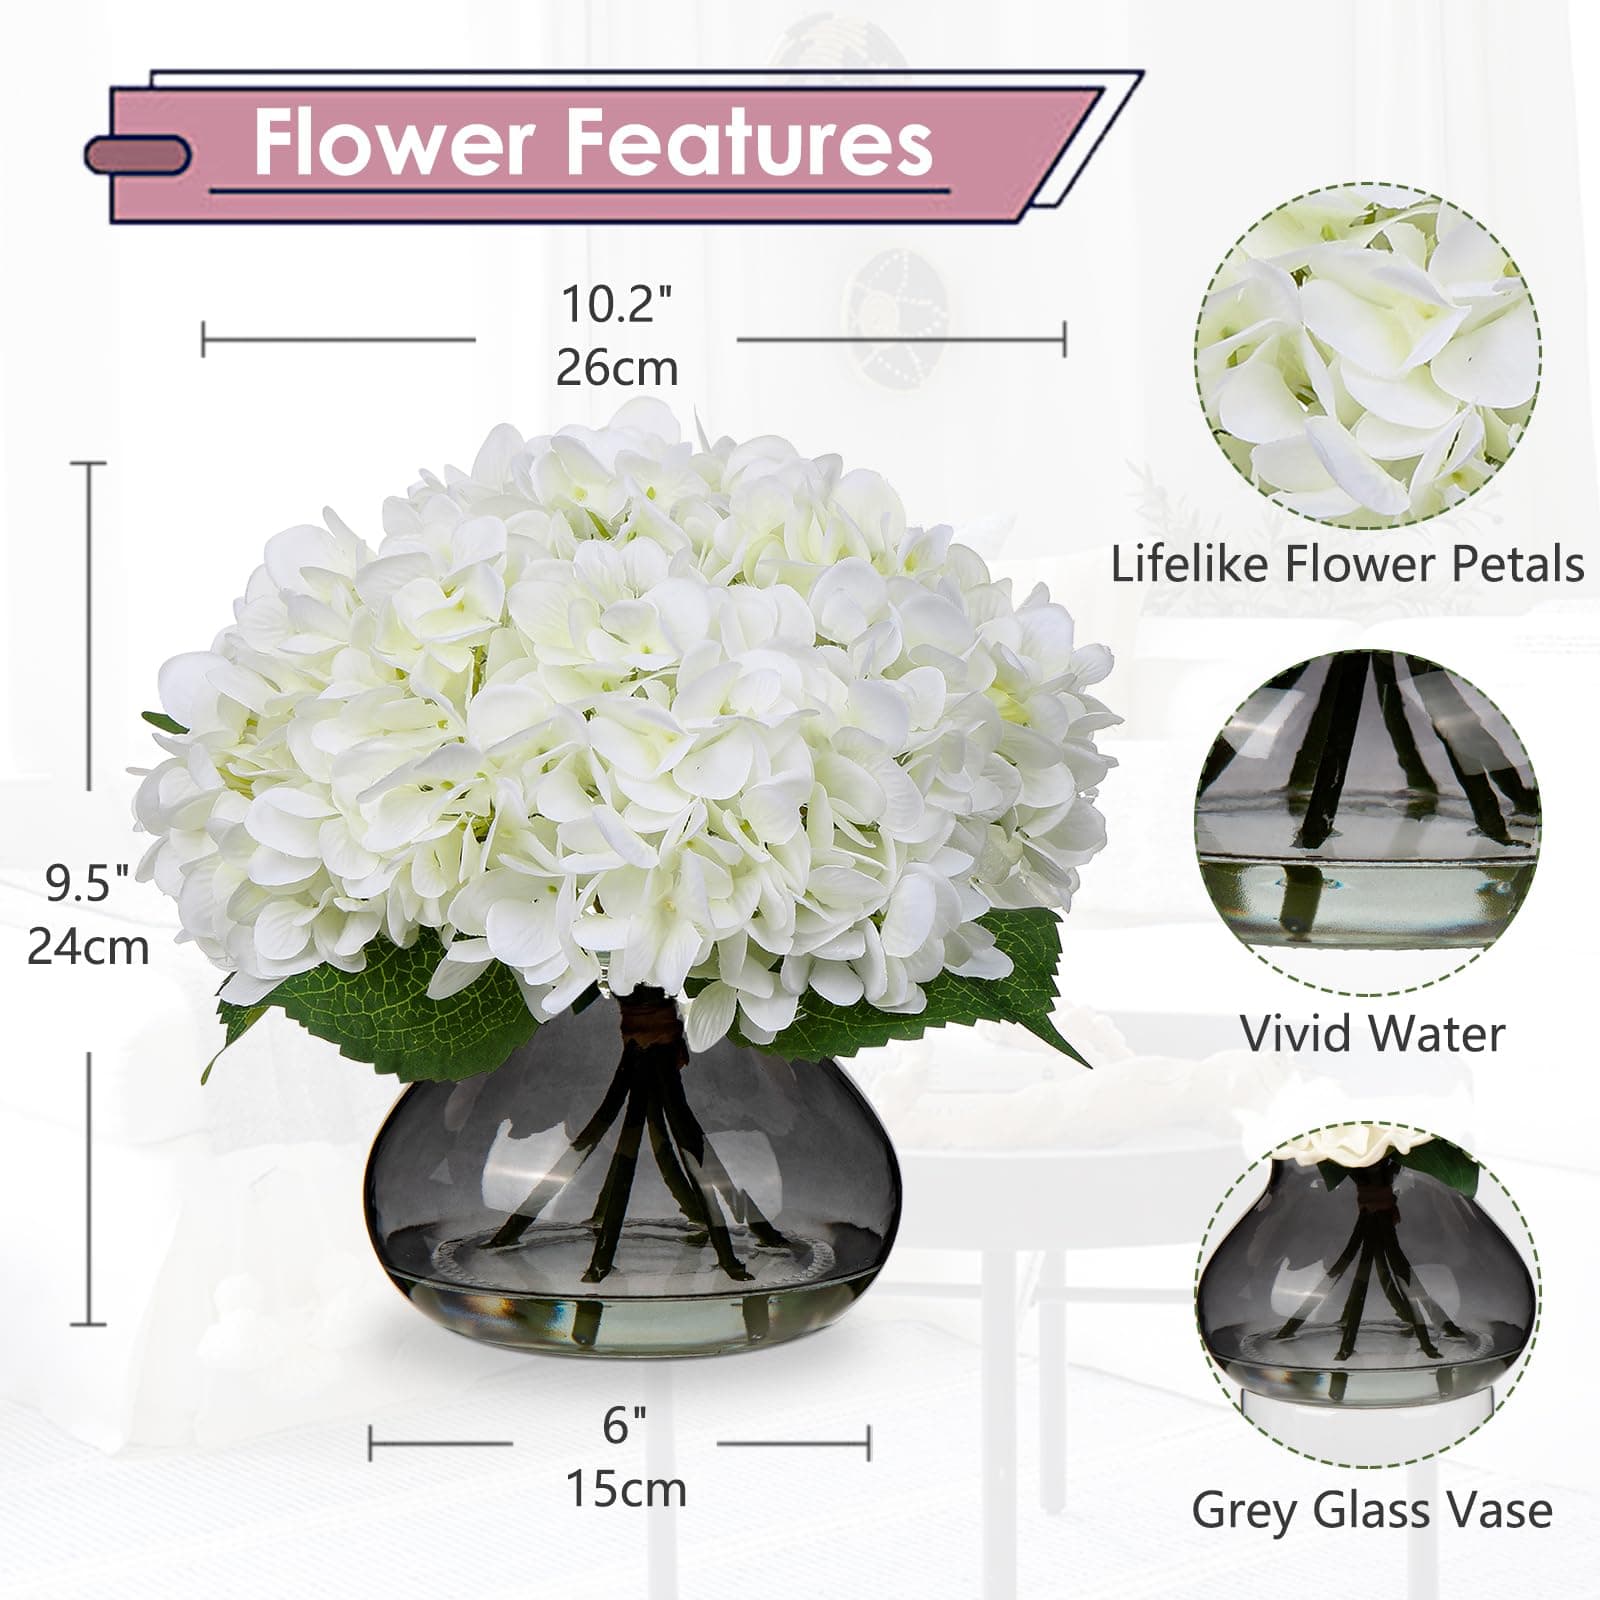 Flower Features
10.2"
26cm
9.5"
24cm
Lifelike Flower Petals
Vivid Water
6"
15cm
Grey Glass Vase